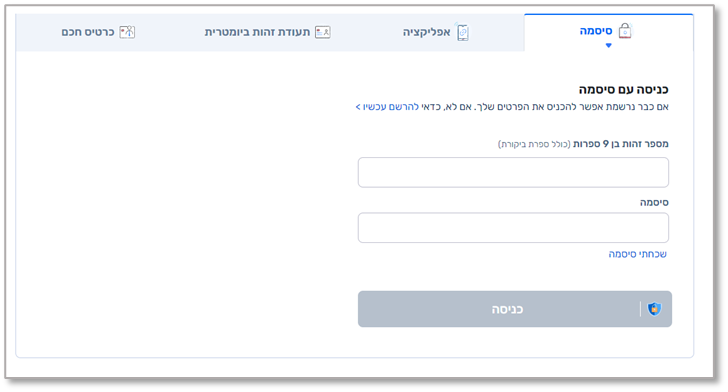 סיסמה
אפליקציה
תעודת זהות ביומטרית
כרטיס חכם
כניסה עם סיסמה
אם כבר נרשמת אפשר להכניס את הפרטים שלך. אם לא, כדאי להרשם עכשיו >
מספר זהות בן 9 ספרות (כולל ספרת ביקורת)
סיסמה
שכחתי סיסמה
כניסה